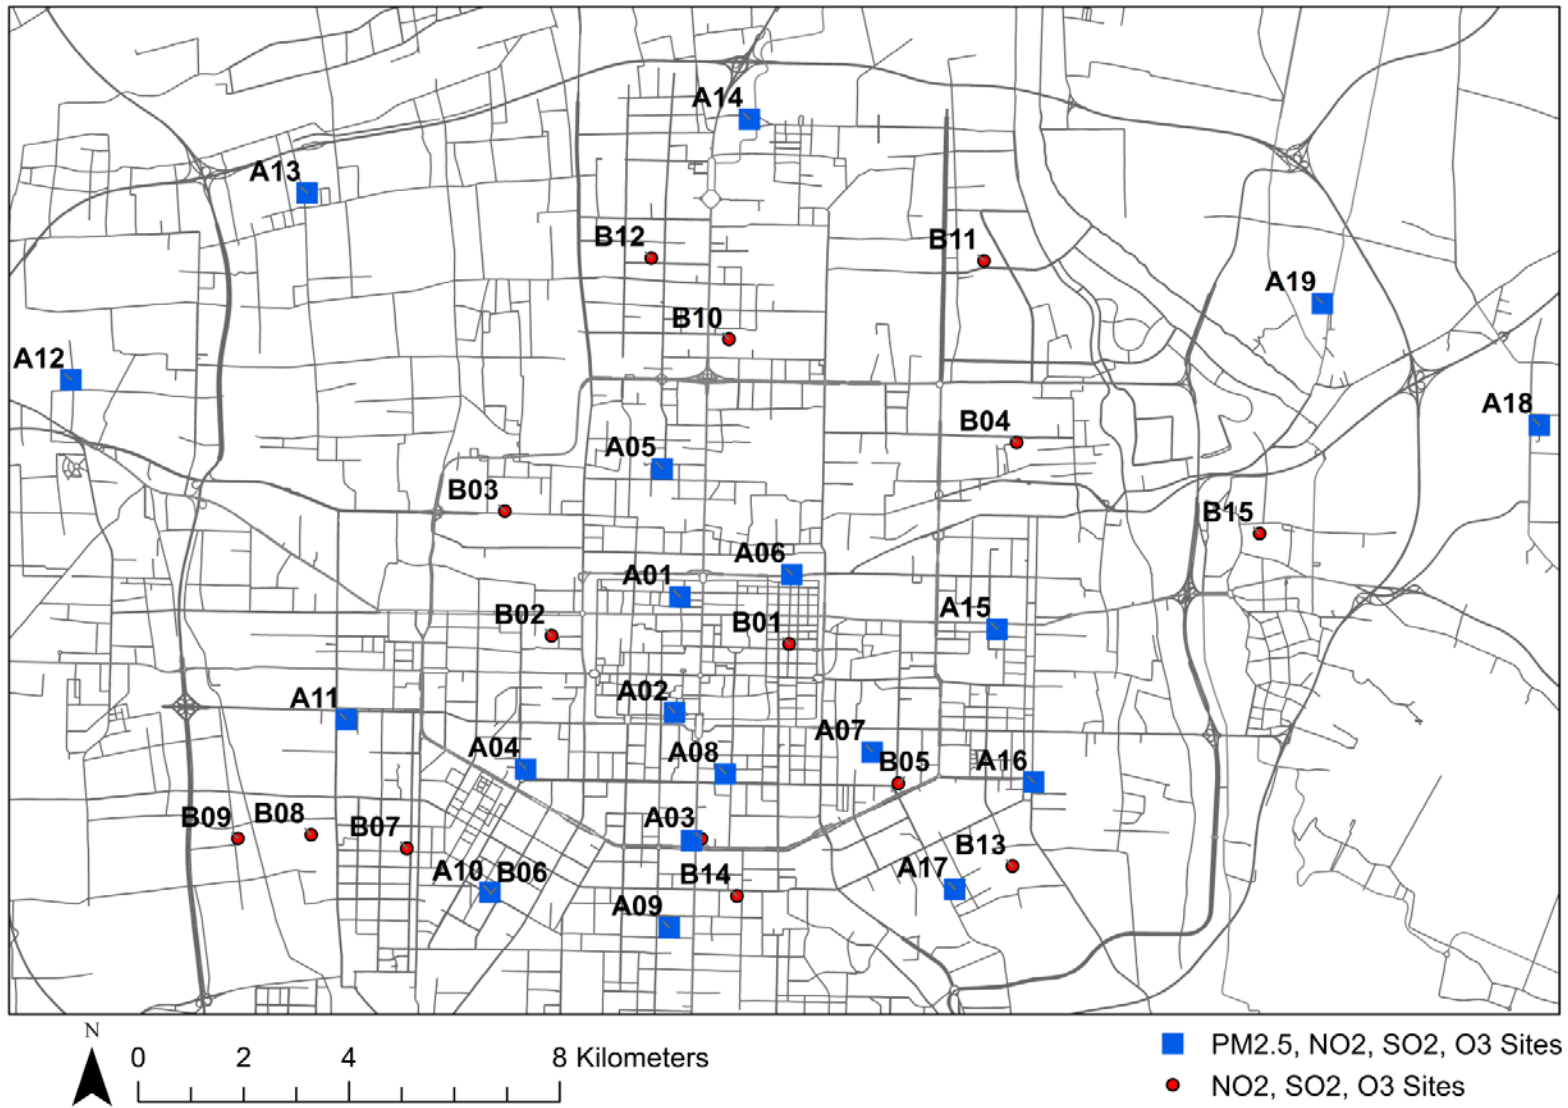 A14
A13
B12
B11
A19
B10
A12
A18
B04
A05
B03
B15
A06
A01
A15
B02
B01
A02
A11
A07
A04
A08
B05
A16
B09
B08
A03
B07
B13
A10
B06
B14
A17
A09
N
0 2 4 8 Kilometers
PM2.5, NO2, SO2, O3 Sites
NO2, SO2, O3 Sites